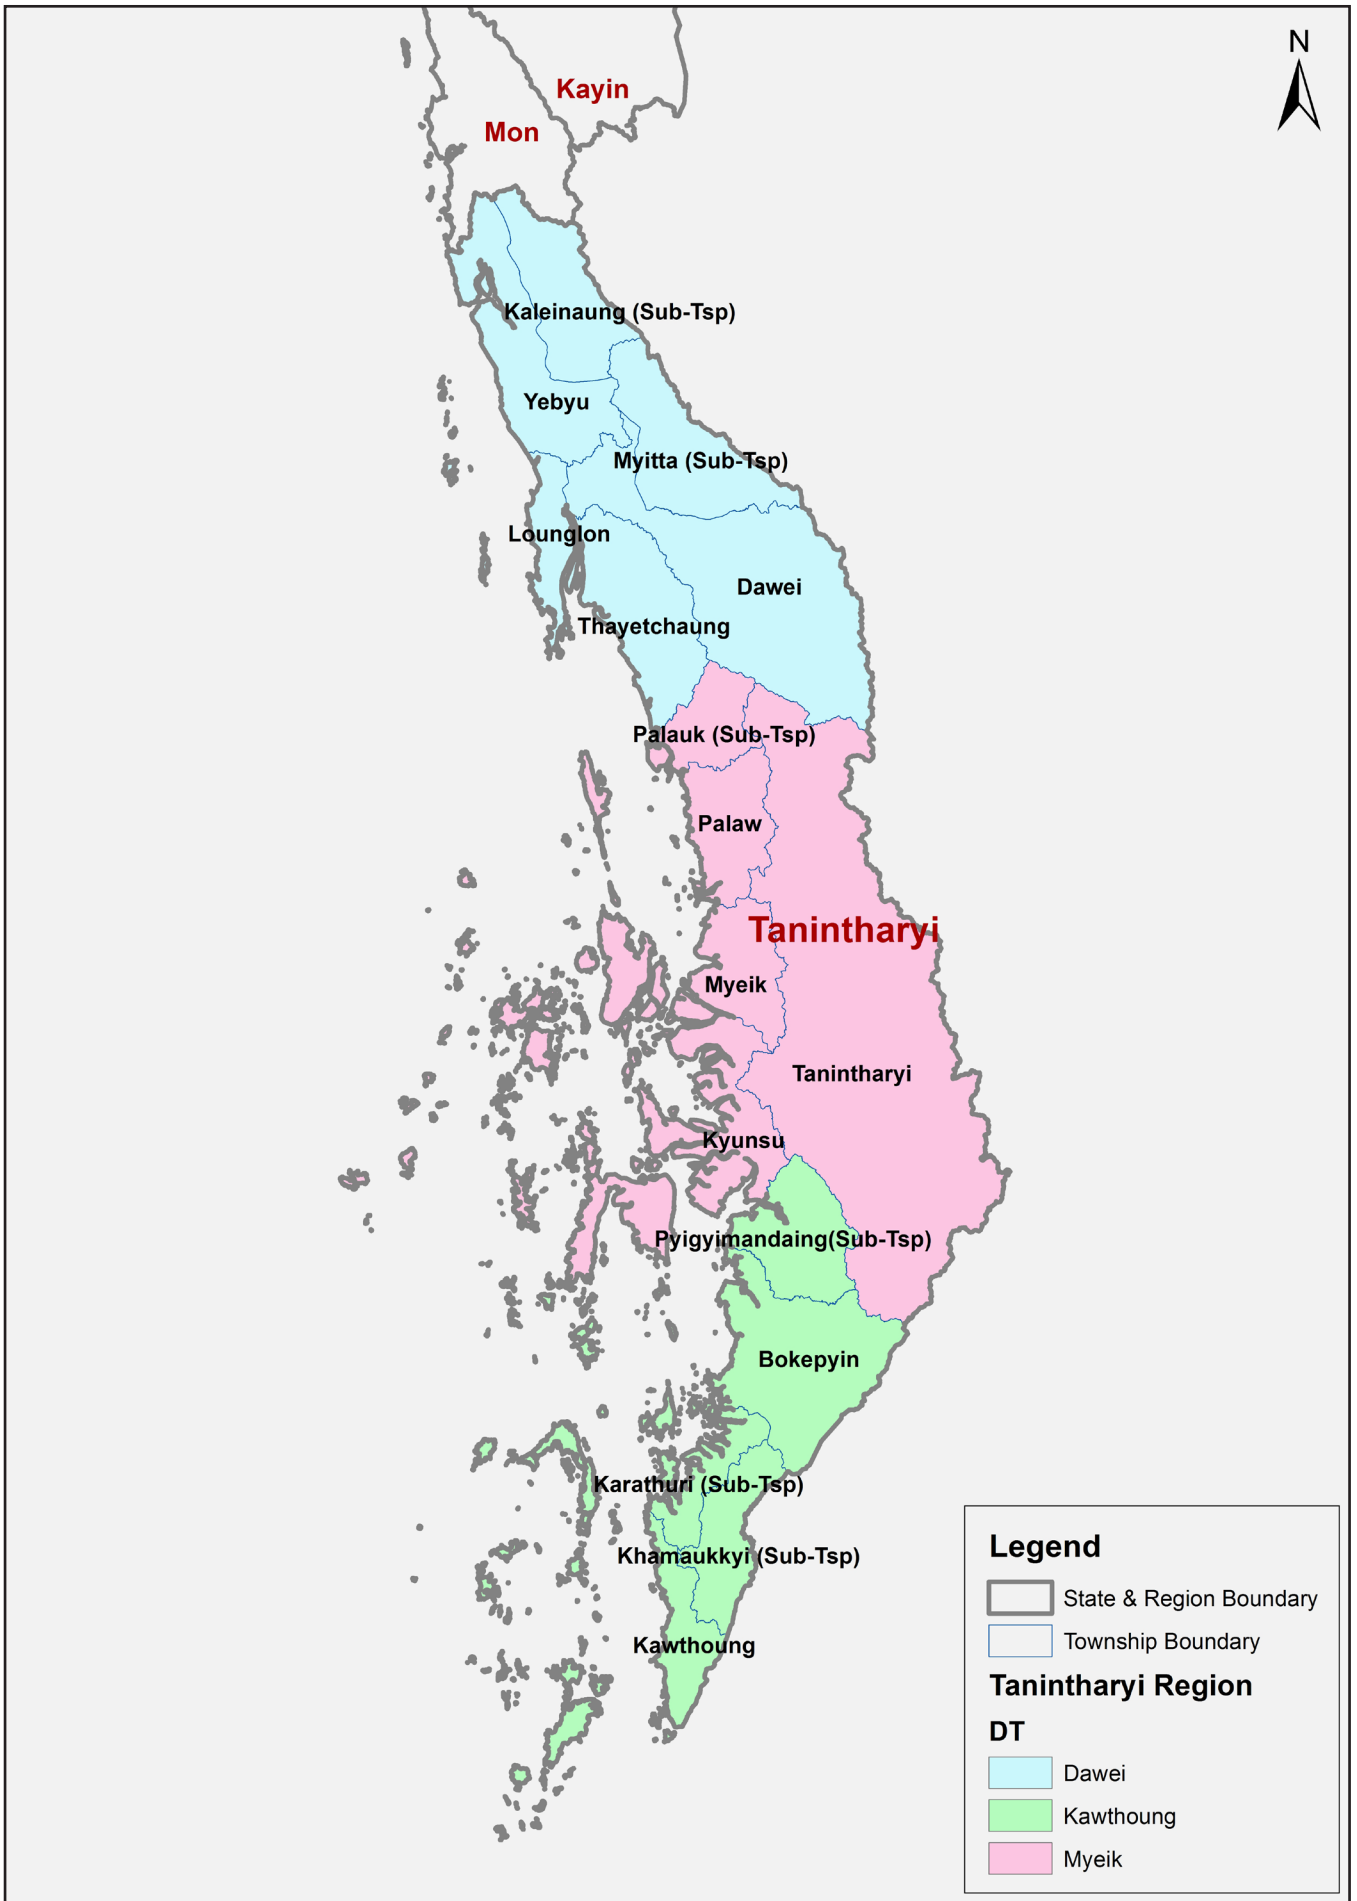 N
Kayin
Mon
Kaleinaung (Sub-Tsp)
Yebyu
Myitta (Sub-Tsp)
Lounglon
Dawei
Thayetchaung
Palauk (Sub-Tsp)
Palaw
Tanintharyi
Myeik
Tanintharyi
Kyunsu
Pyigyimandaing(Sub-Tsp)
Bokepyin
Karathuri (Sub-Tsp)
Khamaukkyi (Sub-Tsp)
Kawthoung
Legend
State & Region Boundary
Township Boundary
Tanintharyi Region
DT
Dawei
Kawthoung
Myeik